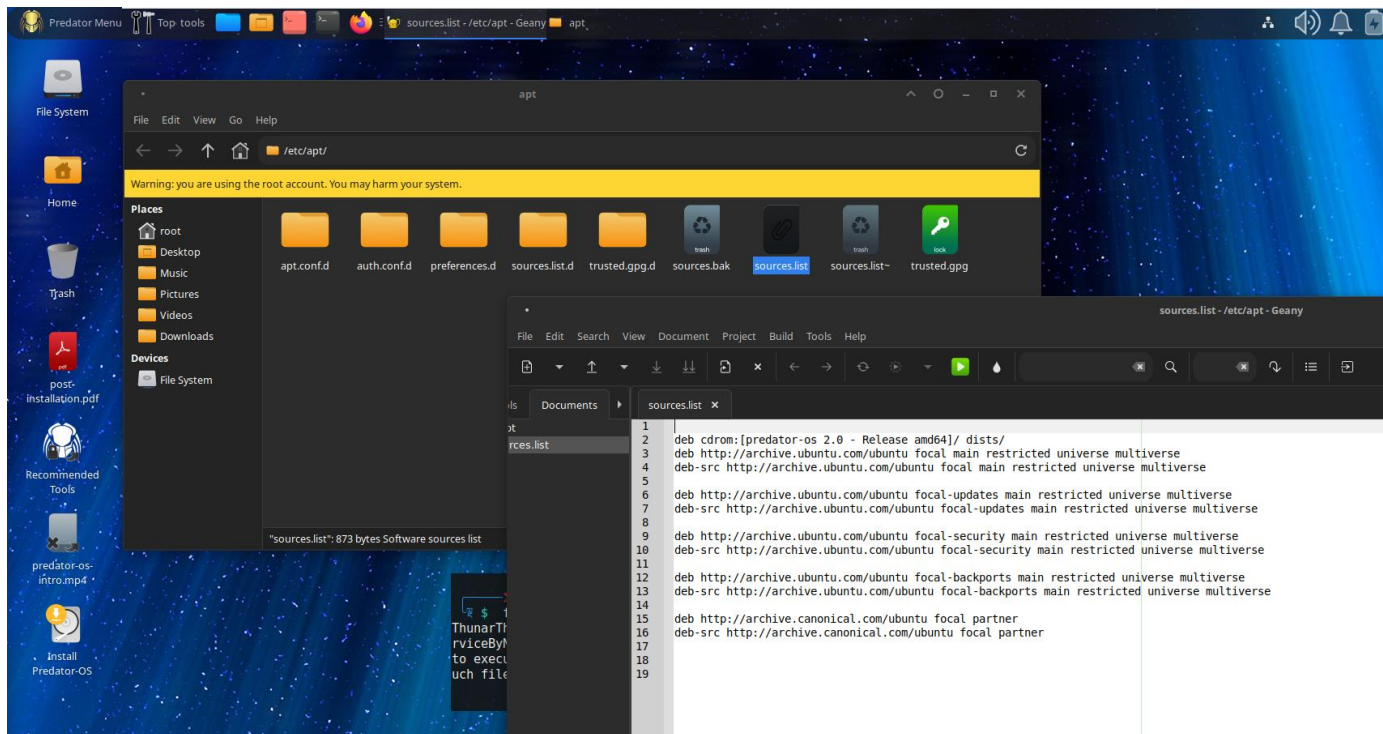 Predator Menu Top tools sources.list - /etc/apt - Geany apt
File System
Home
Trash
pdf
post-
installation.pdf
Recommended
Tools
predator-os-
intro.mp4
Install
Predator-OS
apt
File Edit View Go Help
/etc/apt/
Warning: you are using the root account. You may harm your system.
Places
root
Desktop
Music
Pictures
Videos
Downloads
Devices
File System
trash trash lock
apt.conf.d auth.conf.d preferences.d sources.list.d trusted.gpg.d sources.bak sources.list sources.list~ trusted.gpg
"sources.list": 873 bytes Software sources list
$
ThunarTh
rviceByN
to execu
uch file
sources.list - /etc/apt - Geany
File Edit Search View Document Project Build Tools Help
ls Documents sources.list
pt
rces.list
1
2 deb cdrom:[predator-os 2.0 - Release amd64]/ dists/
3 deb http://archive.ubuntu.com/ubuntu focal main restricted universe multiverse
4 deb-src http://archive.ubuntu.com/ubuntu focal main restricted universe multiverse
5
6 deb http://archive.ubuntu.com/ubuntu focal-updates main restricted universe multiverse
7 deb-src http://archive.ubuntu.com/ubuntu focal-updates main restricted universe multiverse
8
9 deb http://archive.ubuntu.com/ubuntu focal-security main restricted universe multiverse
10 deb-src http://archive.ubuntu.com/ubuntu focal-security main restricted universe multiverse
11
12 deb http://archive.ubuntu.com/ubuntu focal-backports main restricted universe multiverse
13 deb-src http://archive.ubuntu.com/ubuntu focal-backports main restricted universe multiverse
14
15 deb http://archive.canonical.com/ubuntu focal partner
16 deb-src http://archive.canonical.com/ubuntu focal partner
17
18
19